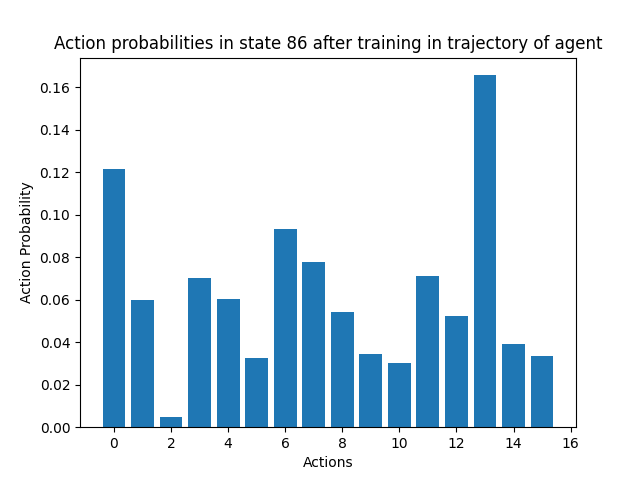 Action probabilities in state 86 after training in trajectory of agent
0.16
0.14
0.12
0.10
0.08
0.06
0.04
0.02
0.00
Action Probability
0 2 4 6 8 10 12 14 16
Actions